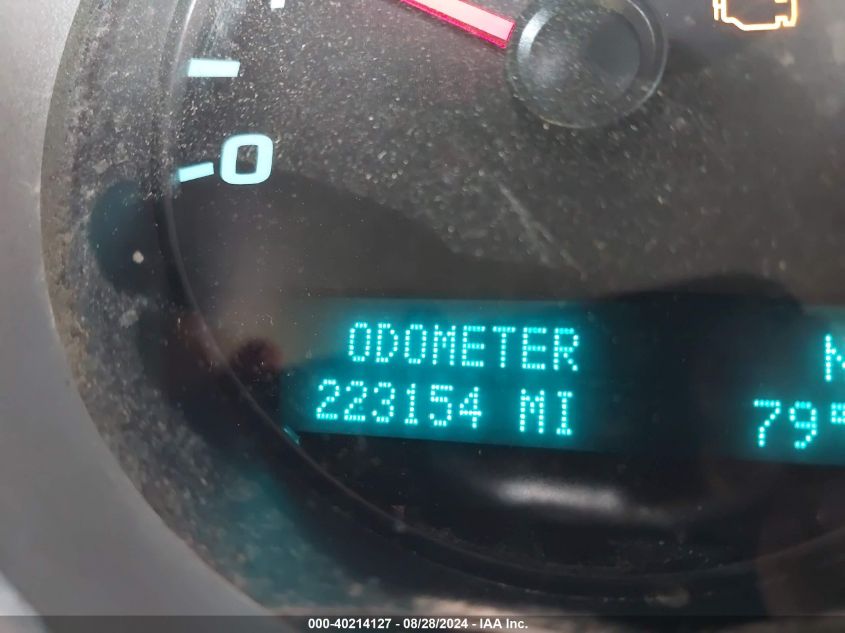 0
ODOMETER
223154 MI
79°
000-40214127 - 08/28/2024 - IAA Inc.